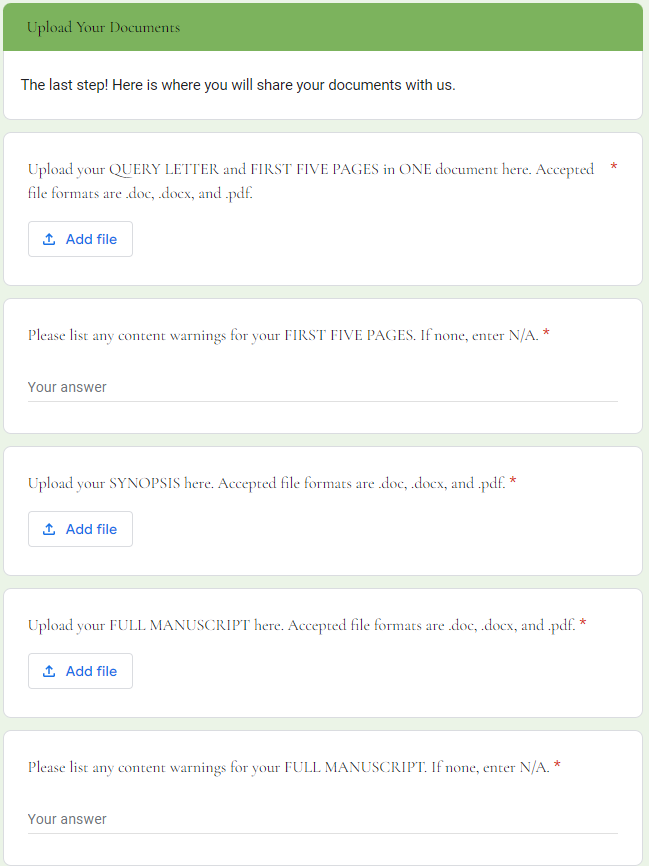 Upload Your Documents
The last step! Here is where you will share your documents with us.
Upload your QUERY LETTER and FIRST FIVE PAGES in ONE document here. Accepted *
file formats are .doc, .docx, and .pdf.
Add file
Please list any content warnings for your FIRST FIVE PAGES. If none, enter N/A. *
Your answer
Upload your SYNOPSIS here. Accepted file formats are .doc, .docx, and .pdf. *
Add file
Upload your FULL MANUSCRIPT here. Accepted file formats are .doc, .docx, and .pdf. *
Add file
Please list any content warnings for your FULL MANUSCRIPT. If none, enter N/A. *
Your answer